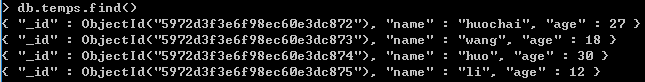 > db.temps.find()
{ "_id" : ObjectId("5972d3f3e6f98ec60e3dc872"), "name" : "huochai", "age" : 27 }
{ "_id" : ObjectId("5972d3f3e6f98ec60e3dc873"), "name" : "wang", "age" : 18 }
{ "_id" : ObjectId("5972d3f3e6f98ec60e3dc874"), "name" : "huo", "age" : 30 }
{ "_id" : ObjectId("5972d3f3e6f98ec60e3dc875"), "name" : "li", "age" : 12 }